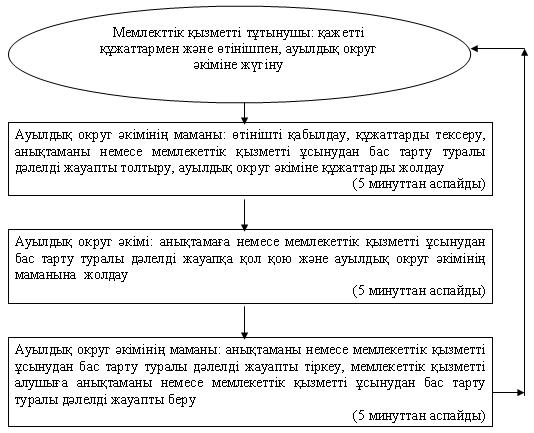 Мемлекттік қызметті тұтынушы: қажетті
құжаттармен және өтінішпен, ауылдық округ
әкіміне жүгіну
Ауылдық округ әкімінің маманы: өтінішті қабылдау, құжаттарды тексеру,
анықтаманы немесе мемлекеттік қызметті ұсынудан бас тарту туралы
дәлелді жауапты толтыру, ауылдық округ әкіміне құжаттарды жолдау
(5 минуттан аспайды)
Ауылдық округ әкімі: анықтамаға немесе мемлекеттік қызметті ұсынудан
бас тарту туралы дәлелді жауапқа қол қою және ауылдық округ әкімінің
маманына жолдау
(5 минуттан аспайды)
Ауылдық округ әкімінің маманы: анықтаманы немесе мемлекеттік қызметті
ұсынудан бас тарту туралы дәлелді жауапты тіркеу, мемлекеттік қызметті
алушыға анықтаманы немесе мемлекеттік қызметті ұсынудан бас тарту
туралы дәлелді жауапты беру
(5 минуттан аспайды)